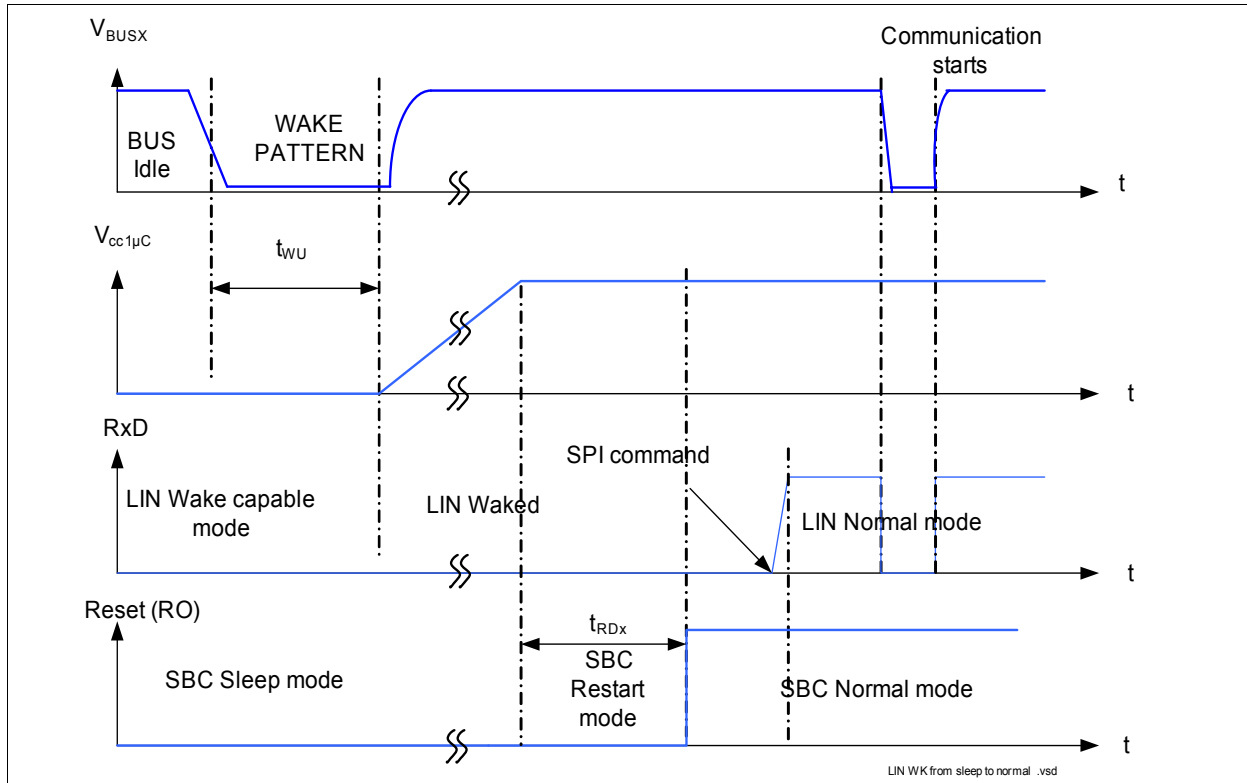 V_BUSX
Communication
starts
BUS
Idle
WAKE
PATTERN
t
V_cc1µC
t_WU
t
RxD
SPI command
LIN Wake capable
mode
LIN Waked
LIN Normal mode
t
Reset (RO)
t_RDx
SBC Sleep mode
SBC
Restart
mode
SBC Normal mode
t
LIN WK from sleep to normal .vsd